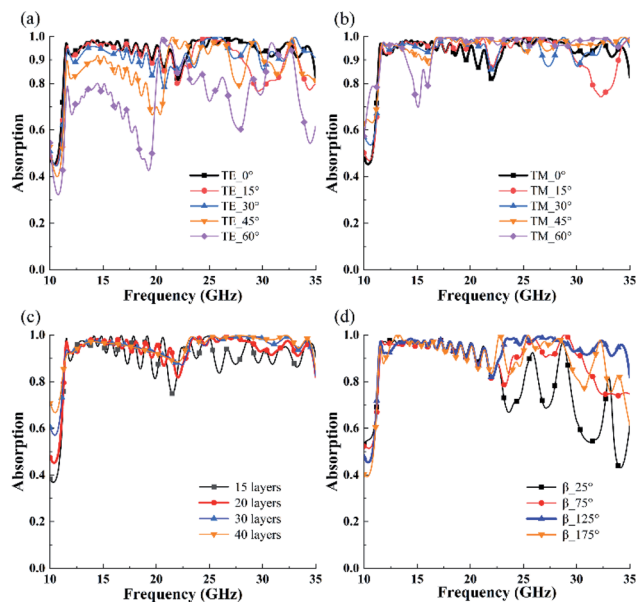 (a)
1.0
0.8
0.6
0.4
0.2
0.0
Absorption
TE_0°
TE_15°
TE_30°
TE_45°
TE_60°
10 15 20 25 30 35
Frequency (GHz)
(b)
1.0
0.8
0.6
0.4
0.2
0.0
Absorption
TM_0°
TM_15°
TM_30°
TM_45°
TM_60°
10 15 20 25 30 35
Frequency (GHz)
(c)
1.0
0.8
0.6
0.4
0.2
0.0
Absorption
15 layers
20 layers
30 layers
40 layers
10 15 20 25 30 35
Frequency (GHz)
(d)
1.0
0.8
0.6
0.4
0.2
0.0
Absorption
β_25°
β_75°
β_125°
β_175°
10 15 20 25 30 35
Frequency (GHz)